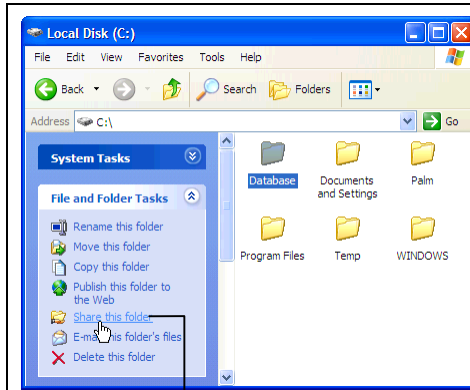 Local Disk (C:)
File Edit View Favorites Tools Help
Back Search Folders
Address C:\ Go
System Tasks
File and Folder Tasks
Rename this folder
Move this folder
Copy this folder
Publish this folder to
the Web
Share this folder
E-mail this folder's files
Delete this folder
Database Documents
and Settings Palm
Program Files Temp WINDOWS